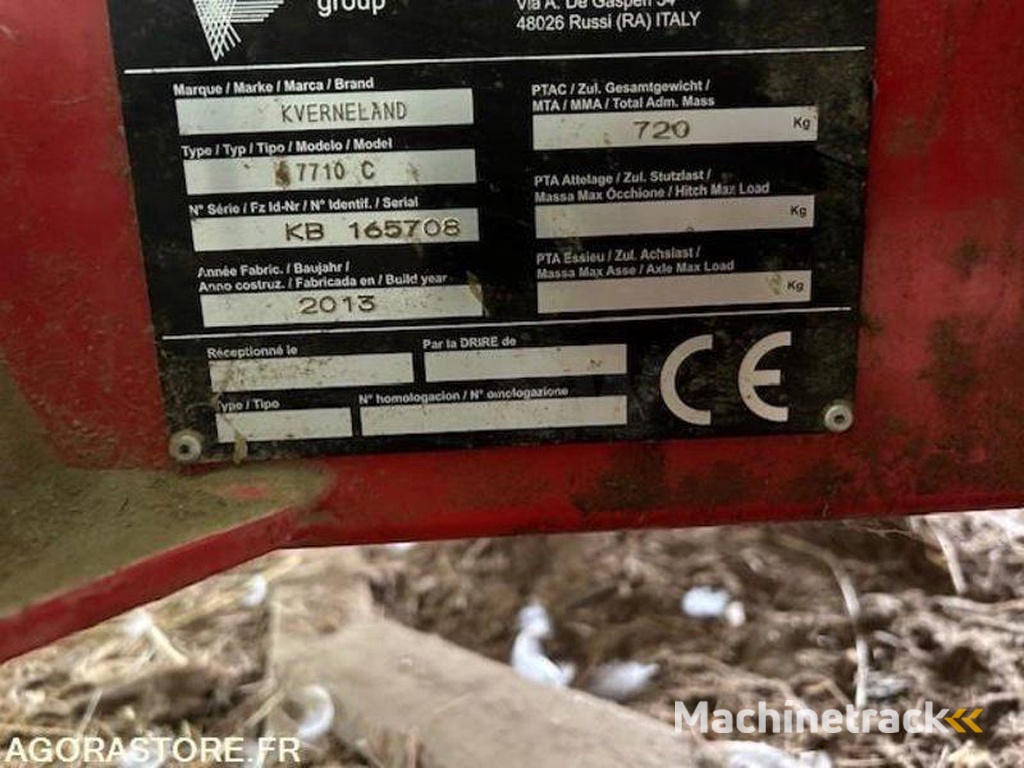 group
Via A. De Gasperi 34
48026 Russi (RA) ITALY
Marque / Marke / Marca / Brand
KVERNELAND
Type / Typ / Tipo / Modelo / Model
7710 C
N° Série / Fz Id-Nr / N° Identif. / Serial
KB 165708
Année Fabric. / Baujahr /
Anno costruz. / Fabricada en / Build year
2013
PTAC / Zul. Gesamtgewicht /
MTA / MMA / Total Adm. Mass
720 Kg
PTA Attelage / Zul. Stutzlast /
Massa Max Occhione / Hitch Max Load
Kg
PTA Essieu / Zul. Achslast /
Massa Max Asse / Axle Max Load
Kg
Réceptionné le
Par la DRIRE de
Type / Tipo
N° homologacion / N° omologazione
CE
Machinetrack
AGORASTORE.FR